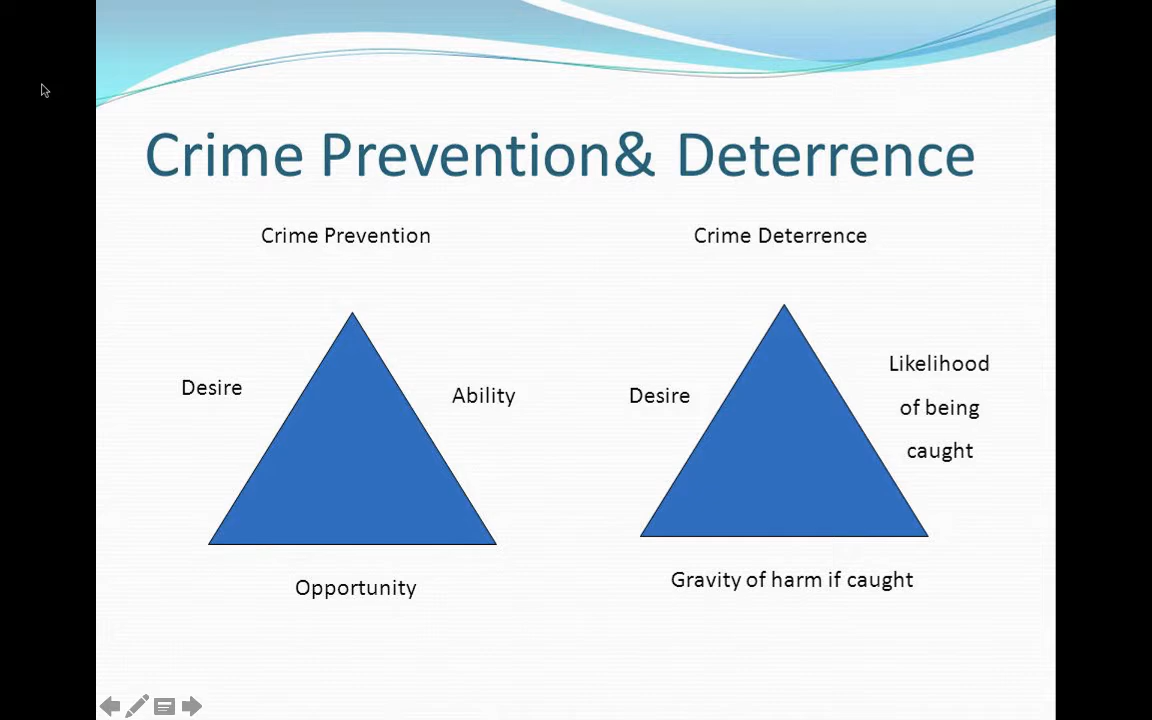 Crime Prevention& Deterrence
Crime Prevention
Crime Deterrence
Desire
Ability
Opportunity
Desire
Likelihood
of being
caught
Gravity of harm if caught